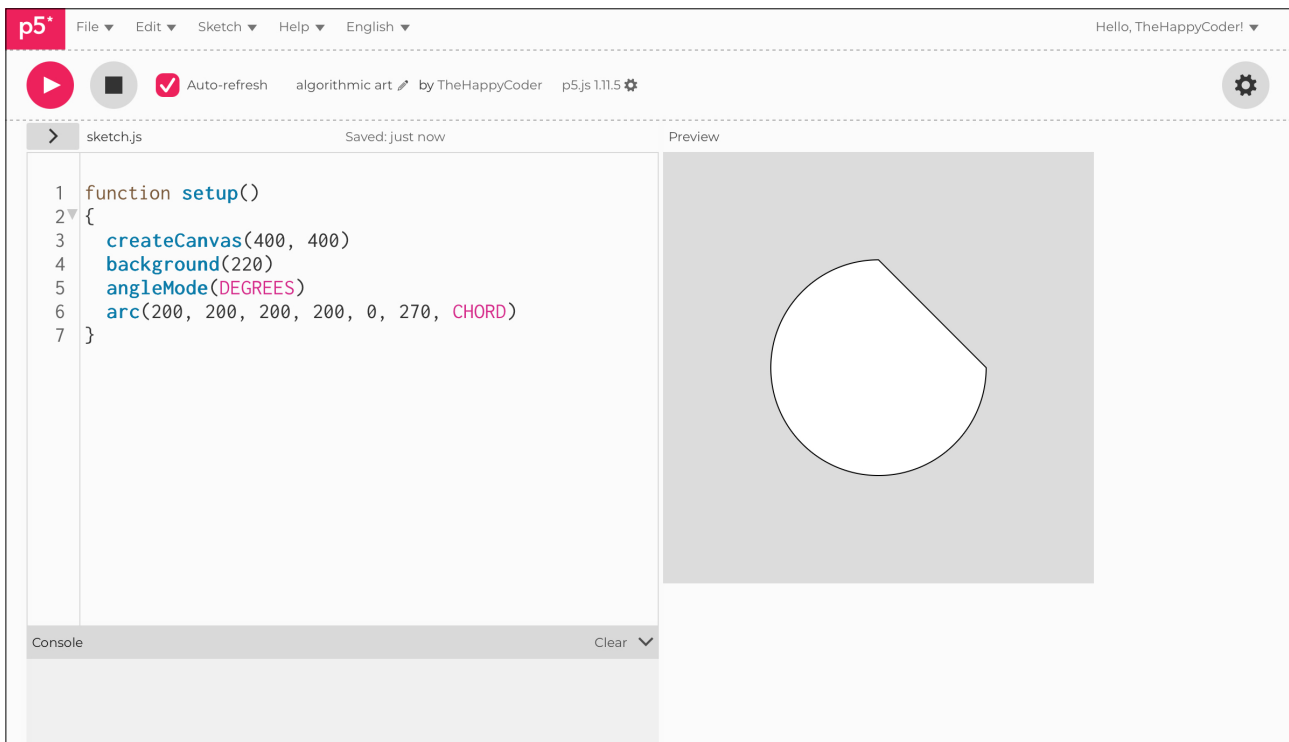 p5* File Edit Sketch Help English Hello, TheHappyCoder!
Auto-refresh algorithmic art by TheHappyCoder p5.js 1.11.5
sketch.js Saved: just now Preview
1 function setup()
2 {
3 createCanvas(400, 400)
4 background(220)
5 angleMode(DEGREES)
6 arc(200, 200, 200, 200, 0, 270, CHORD)
7 }
Console Clear